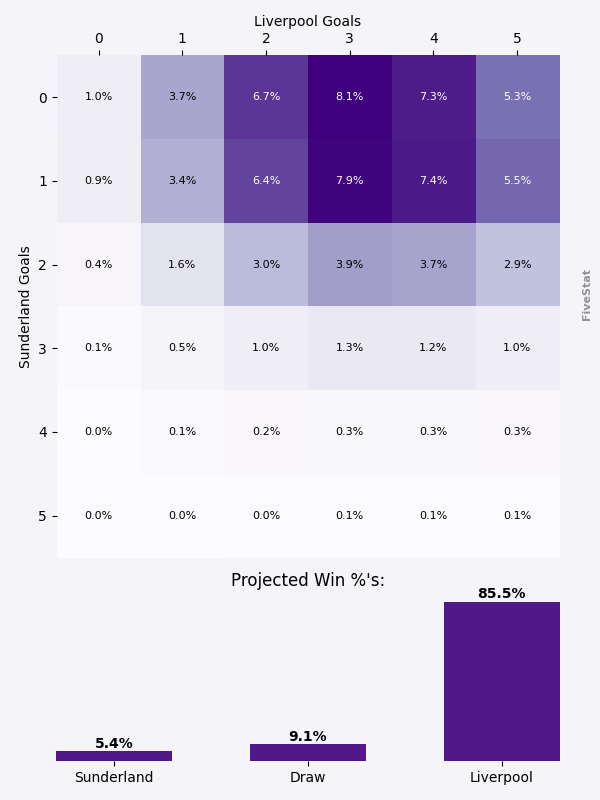 Liverpool Goals
0 1 2 3 4 5
0 1.0% 3.7% 6.7% 8.1% 7.3% 5.3%
1 0.9% 3.4% 6.4% 7.9% 7.4% 5.5%
2 0.4% 1.6% 3.0% 3.9% 3.7% 2.9%
3 0.1% 0.5% 1.0% 1.3% 1.2% 1.0%
4 0.0% 0.1% 0.2% 0.3% 0.3% 0.3%
5 0.0% 0.0% 0.0% 0.1% 0.1% 0.1%
Sunderland Goals
FiveStat
Projected Win %'s:
5.4% 9.1% 85.5%
Sunderland Draw Liverpool